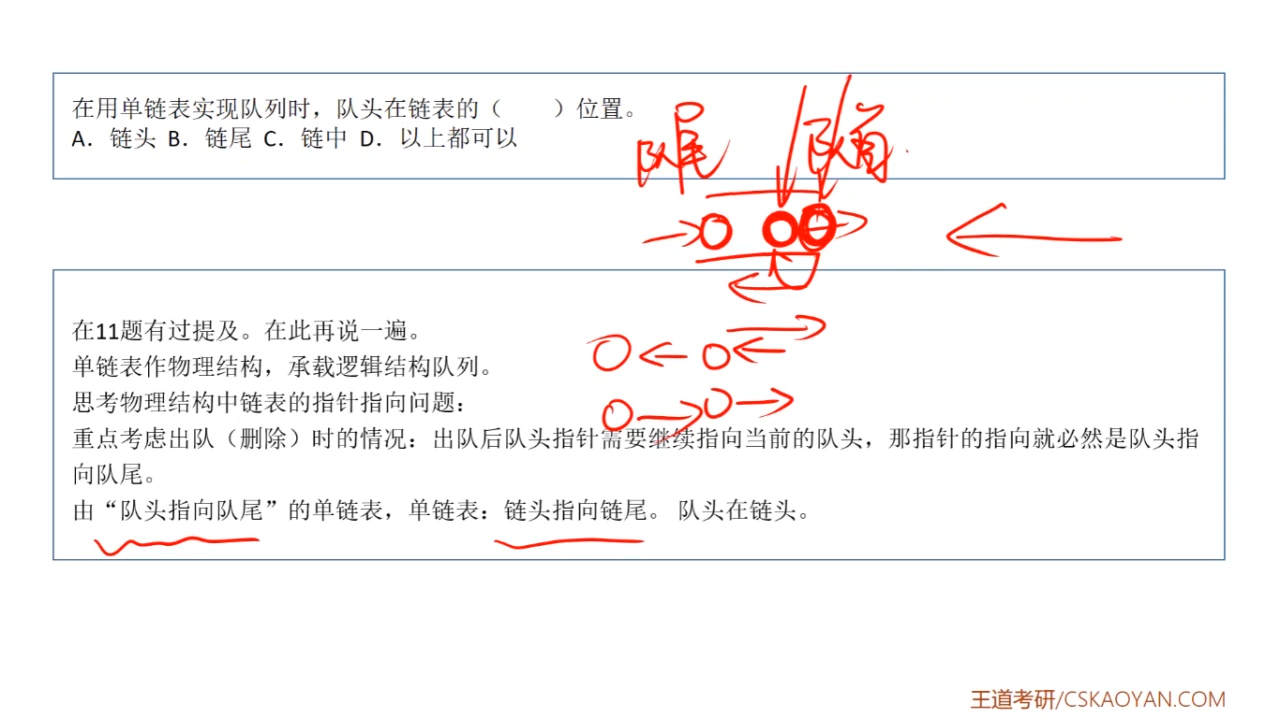 在用单链表实现队列时，队头在链表的（　　）位置。
A．链头 B．链尾 C．链中 D．以上都可以
队尾 队首
在11题有过提及。在此再说一遍。
单链表作物理结构，承载逻辑结构队列。
思考物理结构中链表的指针指向问题：
重点考虑出队（删除）时的情况：出队后队头指针需要继续指向当前的队头，那指针的指向就必然是队头指
向队尾。
由“队头指向队尾”的单链表，单链表：链头指向链尾。 队头在链头。
王道考研/CSKAOYAN.COM